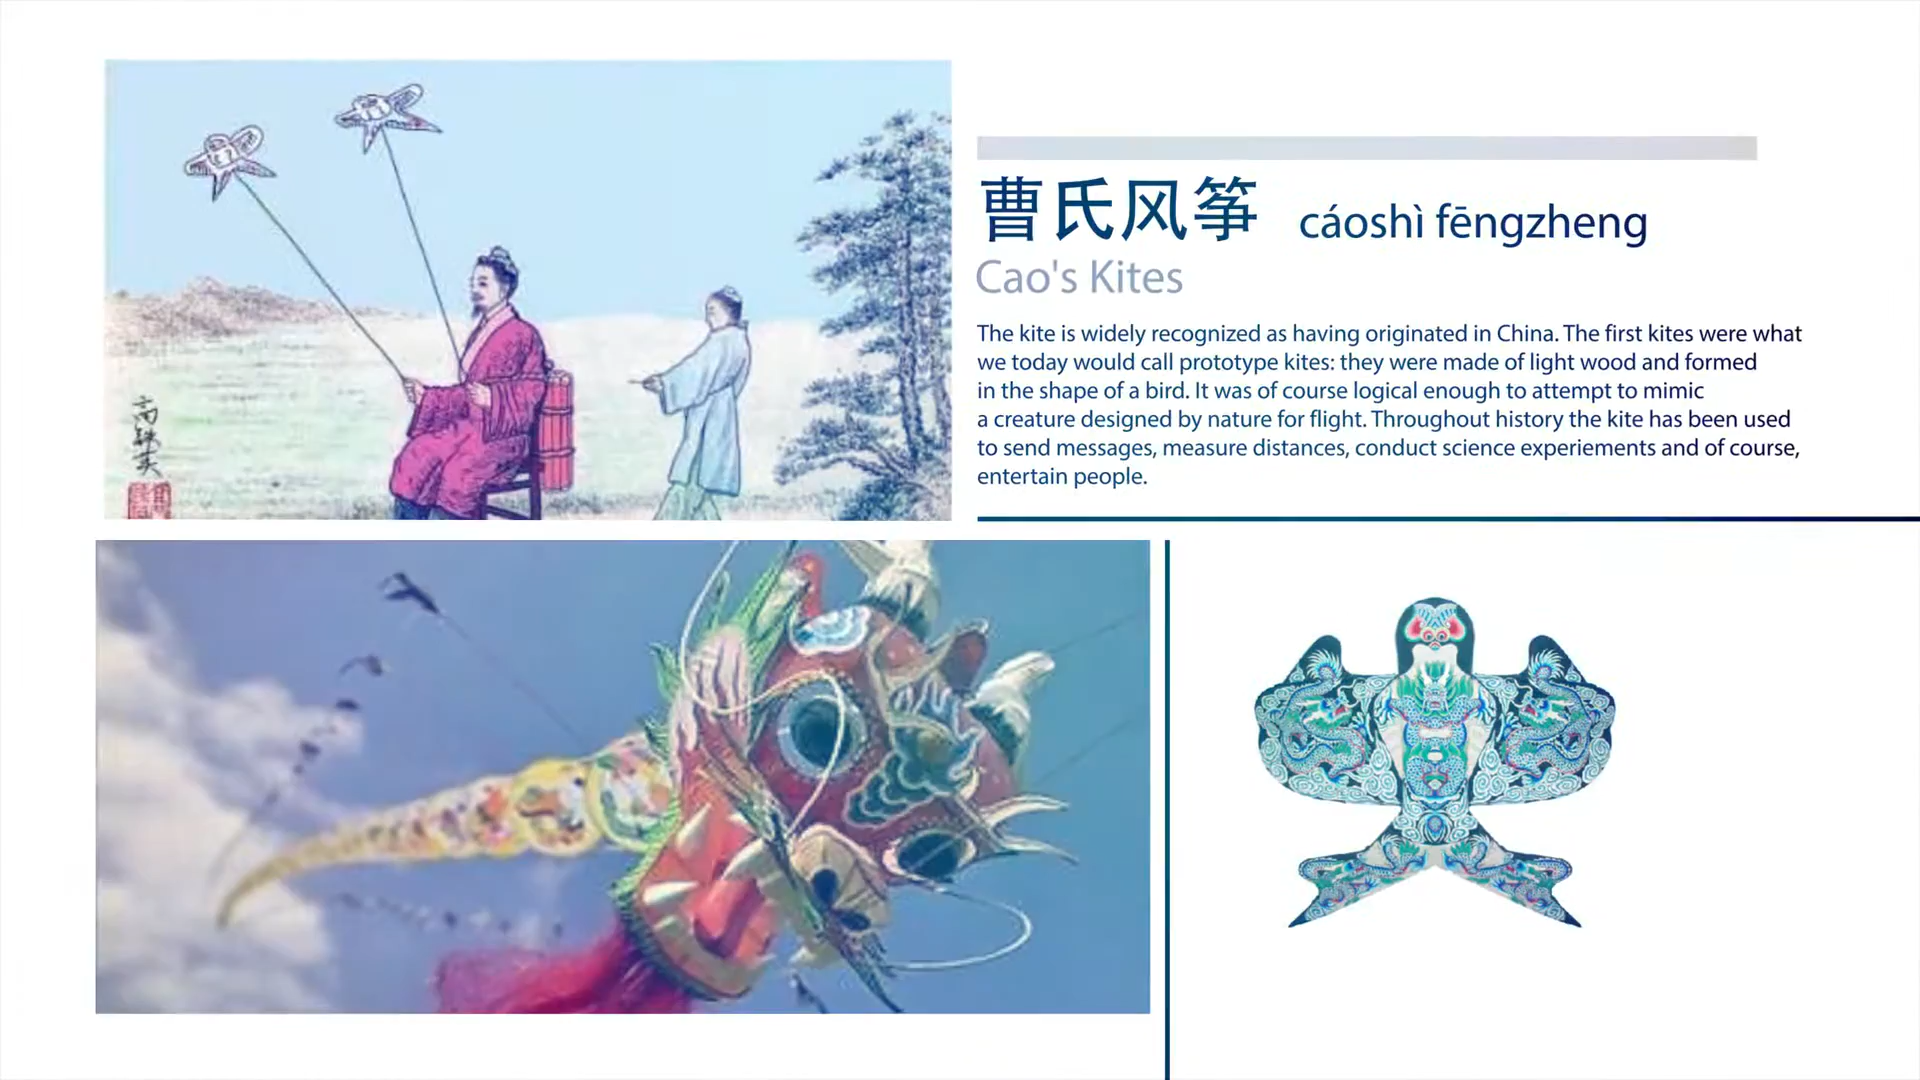 曹氏风筝 cáoshì fēngzheng
Cao's Kites
The kite is widely recognized as having originated in China. The first kites were what
we today would call prototype kites: they were made of light wood and formed
in the shape of a bird. It was of course logical enough to attempt to mimic
a creature designed by nature for flight. Throughout history the kite has been used
to send messages, measure distances, conduct science experiements and of course,
entertain people.